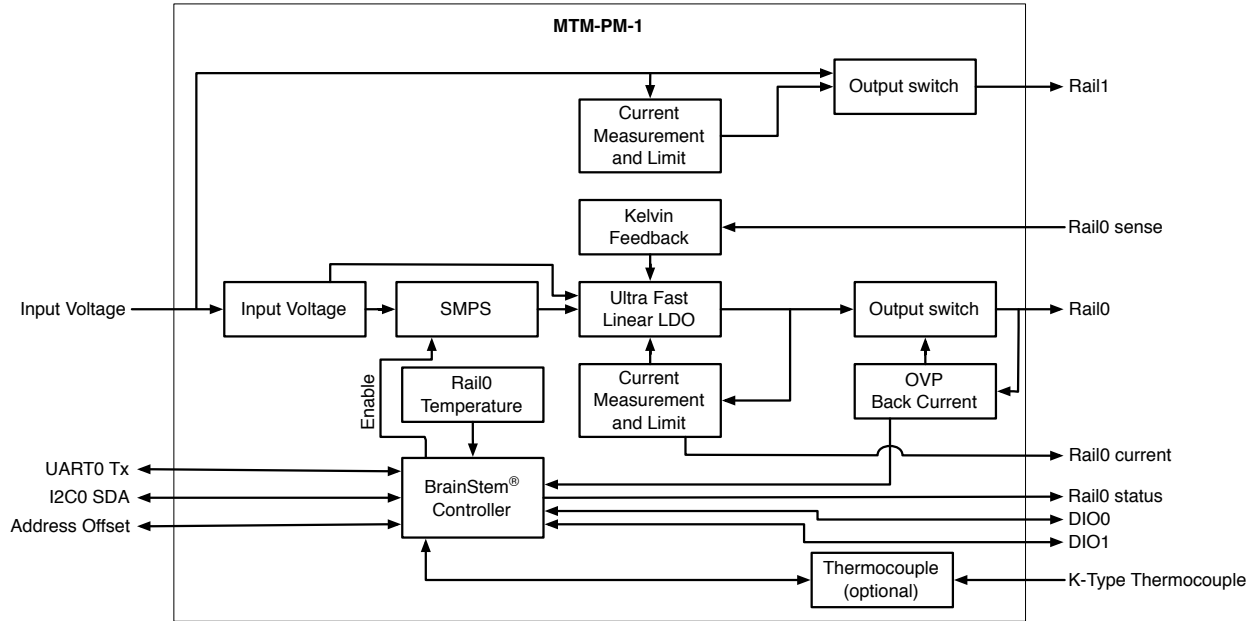 MTM-PM-1
Output switch
Rail1
Current
Measurement
and Limit
Kelvin
Feedback
Rail0 sense
Input Voltage
Input Voltage
SMPS
Ultra Fast
Linear LDO
Output switch
Rail0
Enable
Rail0
Temperature
Current
Measurement
and Limit
OVP
Back Current
Rail0 current
UART0 Tx
I2C0 SDA
Address Offset
BrainStem®
Controller
Rail0 status
DIO0
DIO1
Thermocouple
(optional)
K-Type Thermocouple